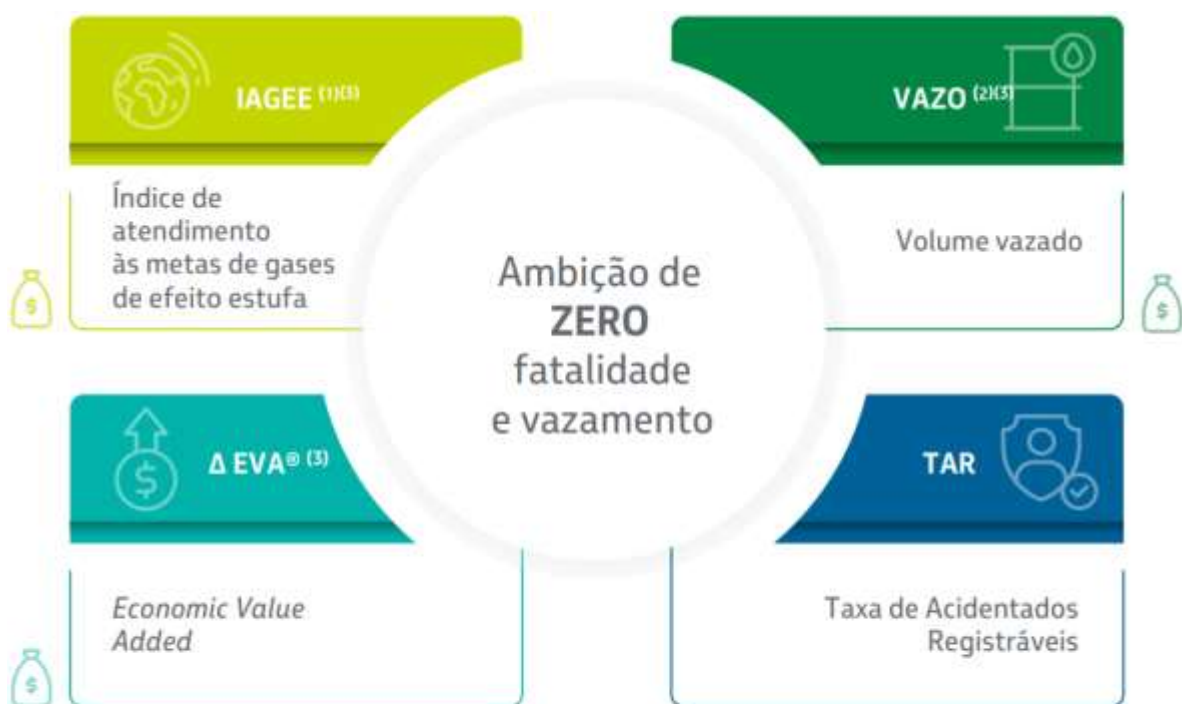 IAGEE (1)(3)
Índice de
atendimento
às metas de gases
de efeito estufa
$
VAZO (2)(3)
Volume vazado
$
Ambição de
ZERO
fatalidade
e vazamento
$
Δ EVA® (3)
Economic Value
Added
$
TAR
Taxa de Acidentados
Registráveis